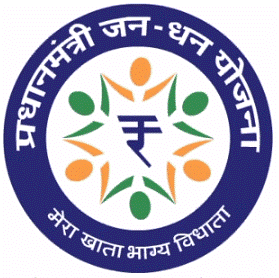 प्रधानमंत्री जन - धन योजना
₹
मेरा खाता भाग्य विधाता